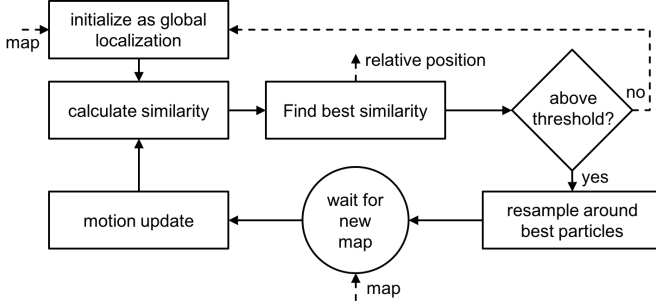 initialize as global
localization
map
relative position
calculate similarity
Find best similarity
above
threshold?
no
yes
motion update
wait for
new
map
resample around
best particles
map